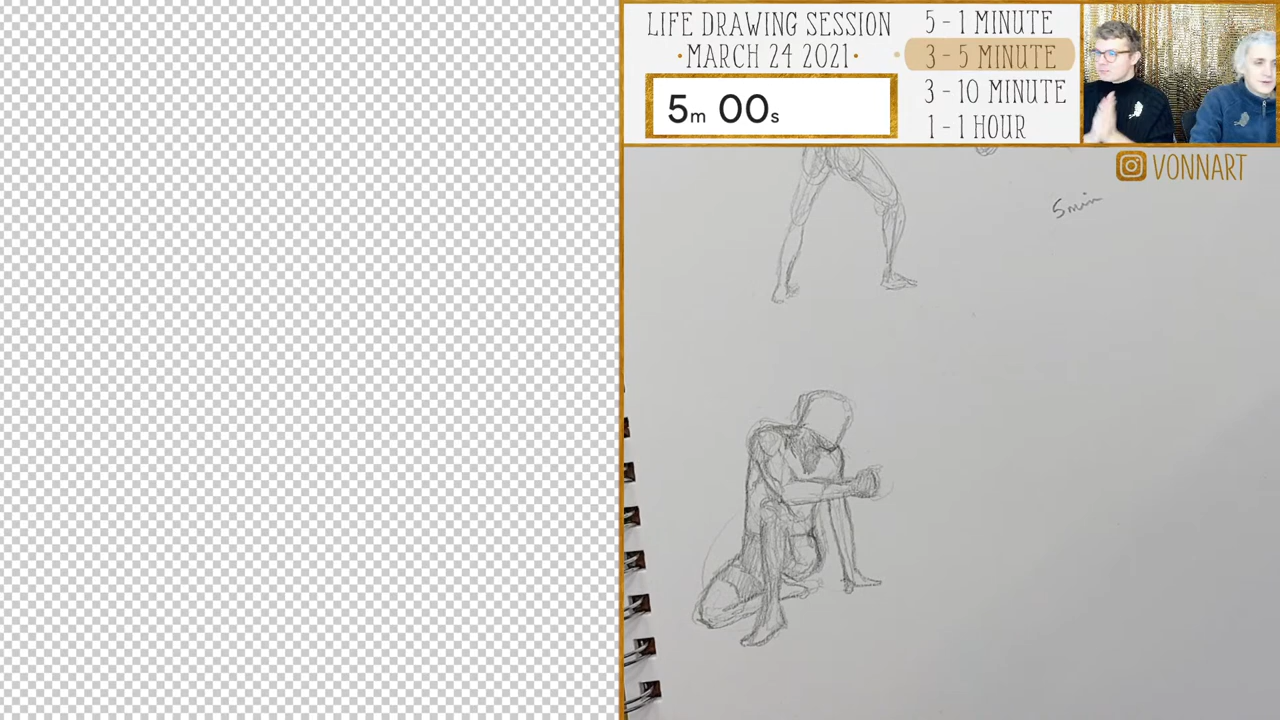 LIFE DRAWING SESSION
•MARCH 24 2021•
5m 00s
5 - 1 MINUTE
3 - 5 MINUTE
3 - 10 MINUTE
1 - 1 HOUR
VONNART
5min